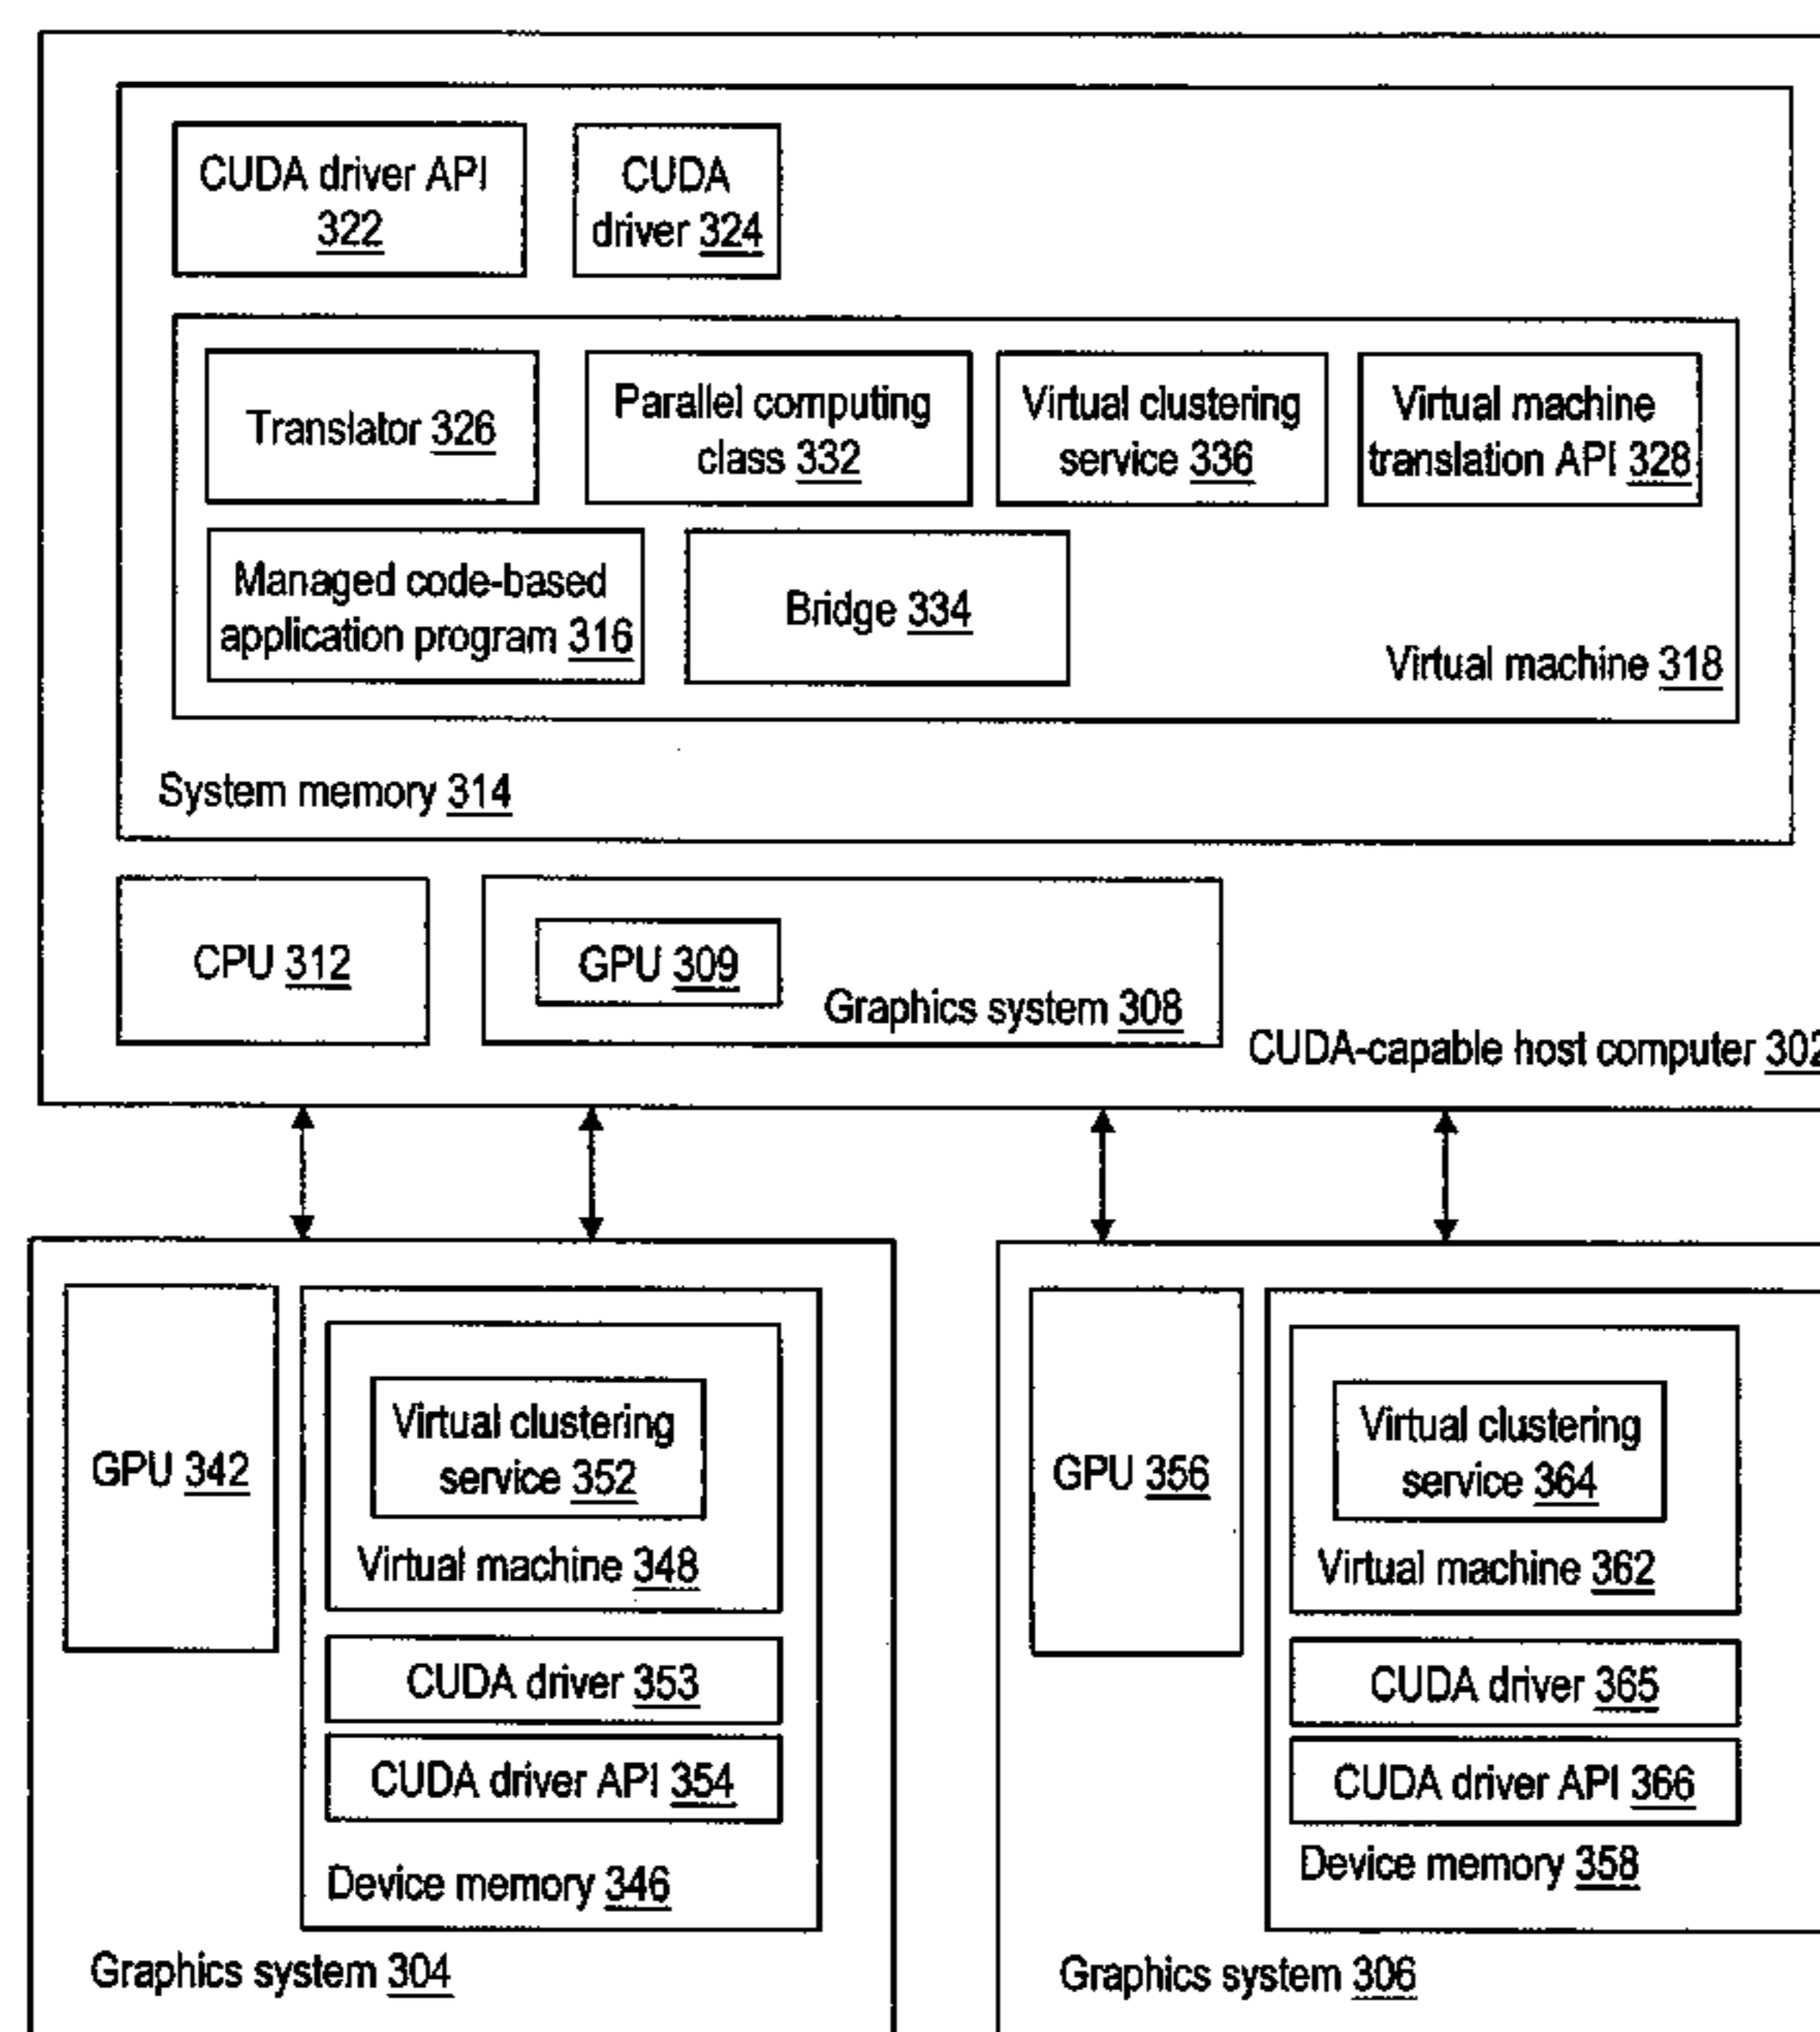 CUDA driver API
322
CUDA
driver 324
Translator 326
Parallel computing
class 332
Virtual clustering
service 336
Virtual machine
translation API 328
Managed code-based
application program 316
Bridge 334
Virtual machine 318
System memory 314
CPU 312
GPU 309
Graphics system 308
CUDA-capable host computer 302
GPU 342
Virtual clustering
service 352
Virtual machine 348
CUDA driver 353
CUDA driver API 354
Device memory 346
Graphics system 304
GPU 356
Virtual clustering
service 364
Virtual machine 362
CUDA driver 365
CUDA driver API 366
Device memory 358
Graphics system 306